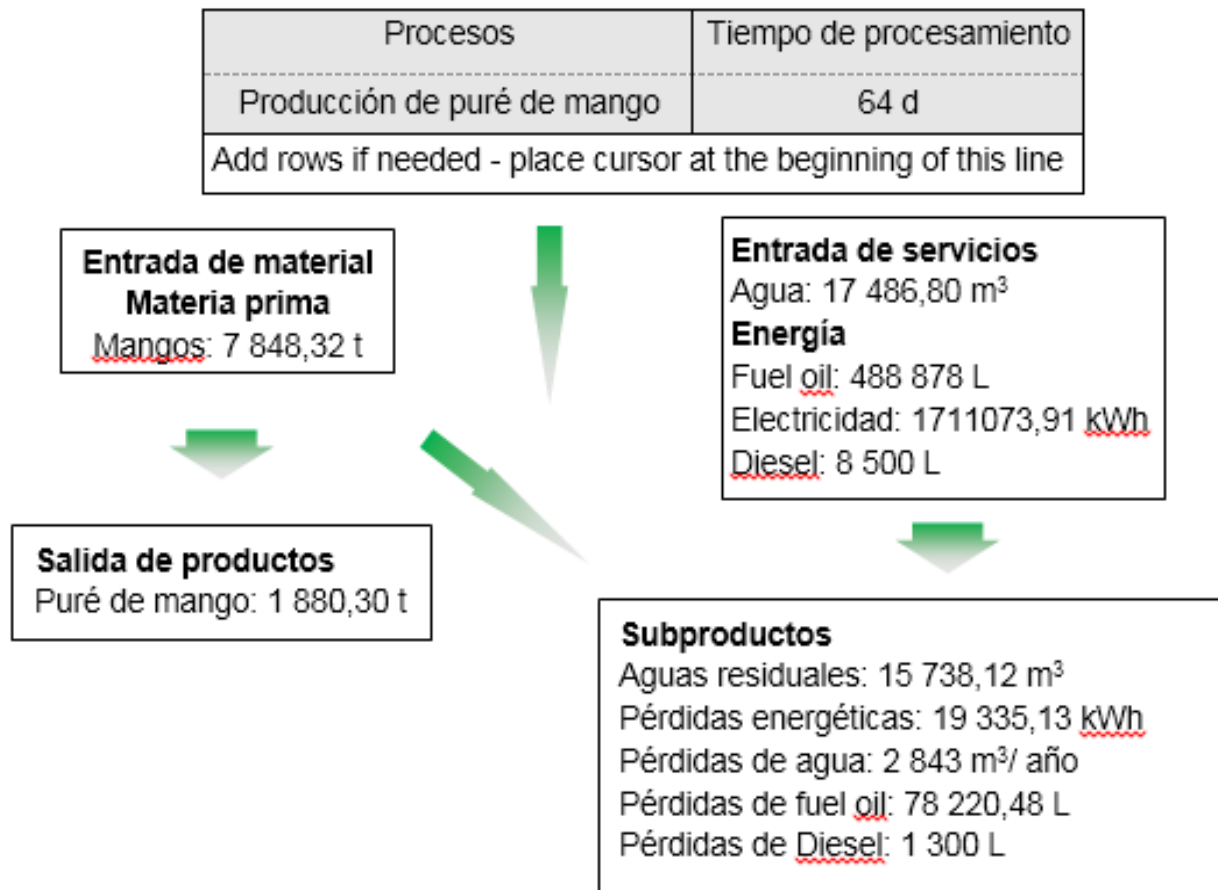 Procesos Tiempo de procesamiento
Producción de puré de mango 64 d
Add rows if needed - place cursor at the beginning of this line
Entrada de material
Materia prima
Mangos: 7 848,32 t
Entrada de servicios
Agua: 17 486,80 m³
Energía
Fuel oil: 488 878 L
Electricidad: 1711073,91 kWh
Diesel: 8 500 L
Salida de productos
Puré de mango: 1 880,30 t
Subproductos
Aguas residuales: 15 738,12 m³
Pérdidas energéticas: 19 335,13 kWh
Pérdidas de agua: 2 843 m³/ año
Pérdidas de fuel oil: 78 220,48 L
Pérdidas de Diesel: 1 300 L